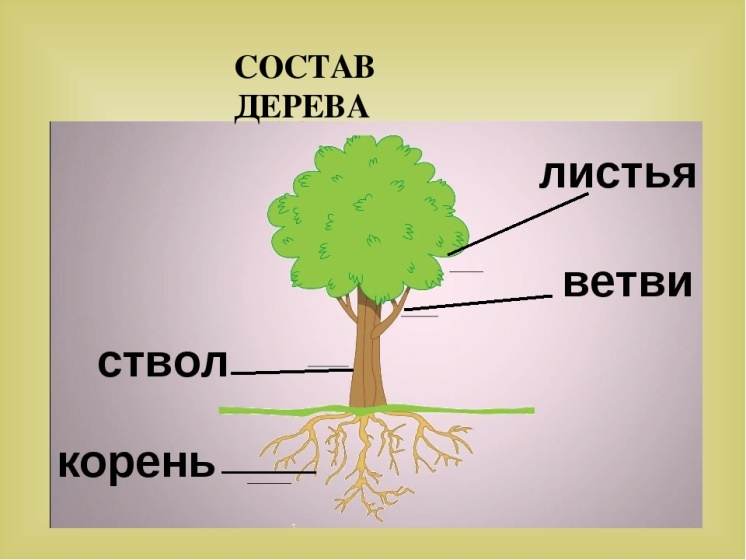 СОСТАВ
ДЕРЕВА
листья
ветви
ствол
корень